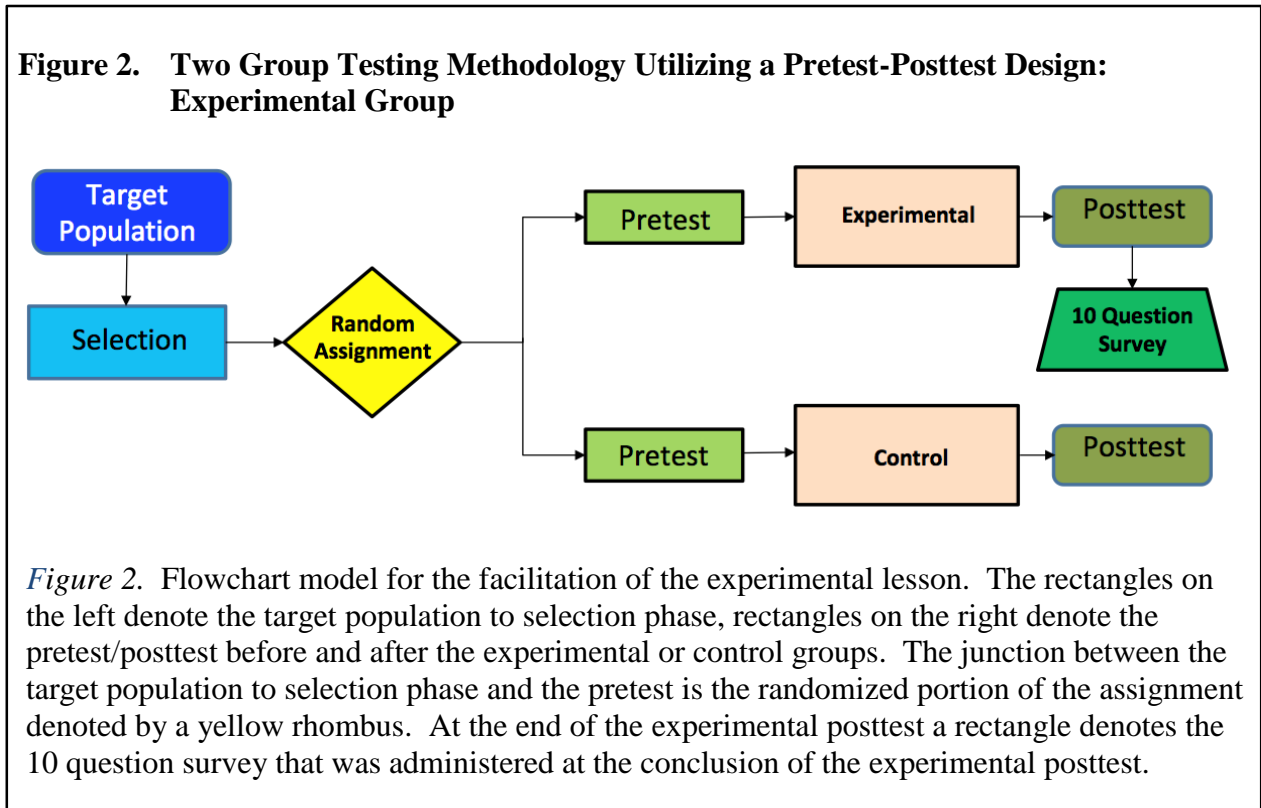 Figure 2. Two Group Testing Methodology Utilizing a Pretest-Posttest Design:
Experimental Group
Target
Population
Selection
Random
Assignment
Pretest
Experimental
Posttest
10 Question
Survey
Pretest
Control
Posttest
Figure 2. Flowchart model for the facilitation of the experimental lesson. The rectangles on
the left denote the target population to selection phase, rectangles on the right denote the
pretest/posttest before and after the experimental or control groups. The junction between the
target population to selection phase and the pretest is the randomized portion of the assignment
denoted by a yellow rhombus. At the end of the experimental posttest a rectangle denotes the
10 question survey that was administered at the conclusion of the experimental posttest.